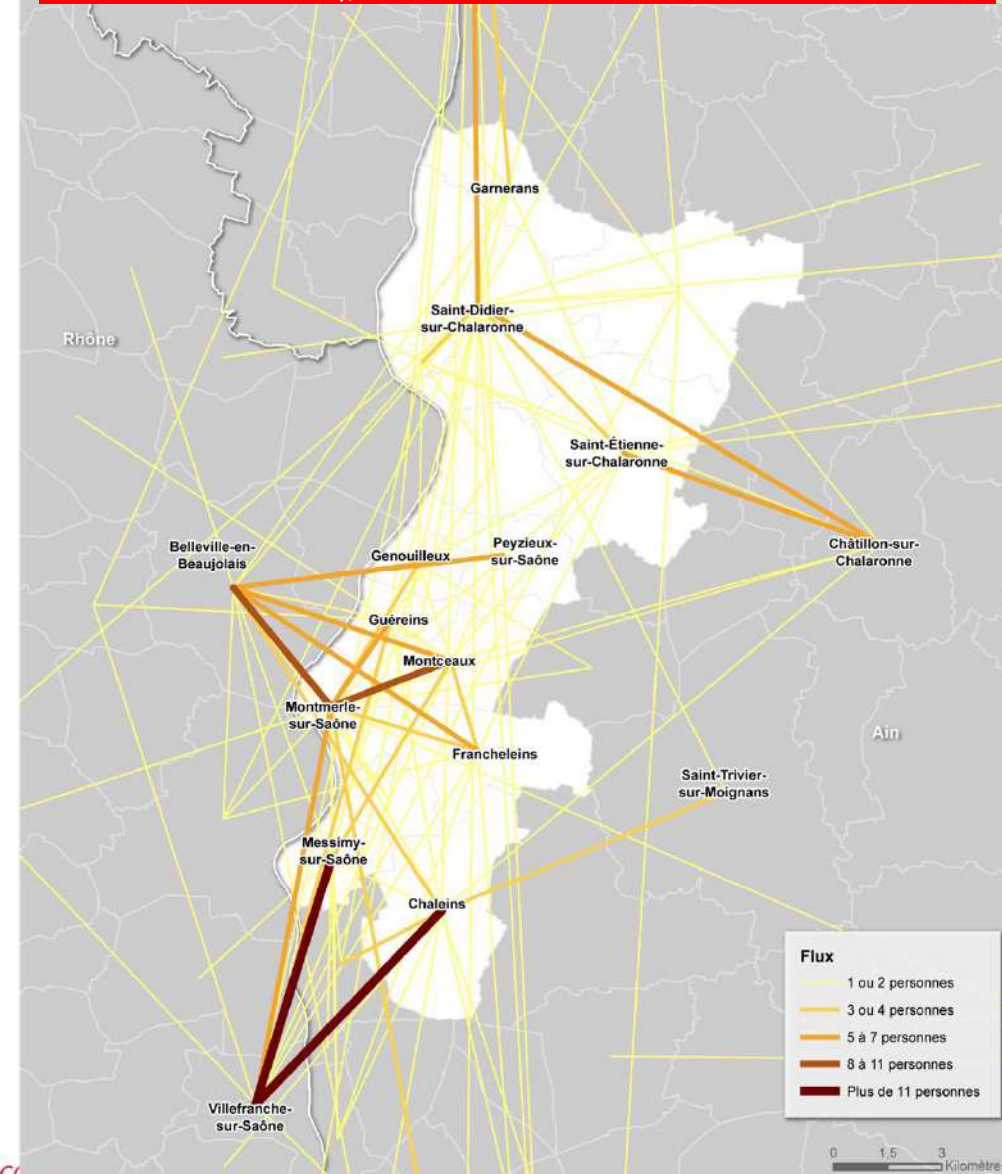 Garnerans
Saint-Didier-
sur-Chalaronne
Rhône
Saint-Étienne-
sur-Chalaronne
Belleville-en-
Beaujolais
Genouilleux
Peyzieux-
sur-Saône
Châtillon-sur-
Chalaronne
Guéreins
Montceaux
Montmerle-
sur-Saône
Francheleins
Ain
Saint-Trivier-
sur-Moignans
Messimy-
sur-Saône
Chaleins
Villefranche-
sur-Saône
Flux
1 ou 2 personnes
3 ou 4 personnes
5 à 7 personnes
8 à 11 personnes
Plus de 11 personnes
0 1,5 3
Kilomètre